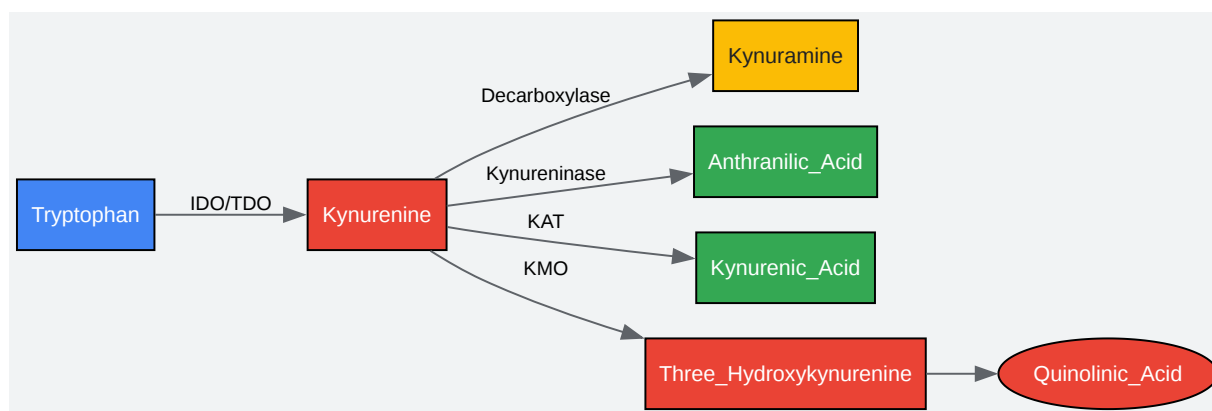 Kynuramine
Decarboxylase
Anthranilic_Acid
Kynureninase
Tryptophan
IDO/TDO
Kynurenine
KAT
Kynurenic_Acid
KMO
Three_Hydroxykynurenine
Quinolinic_Acid